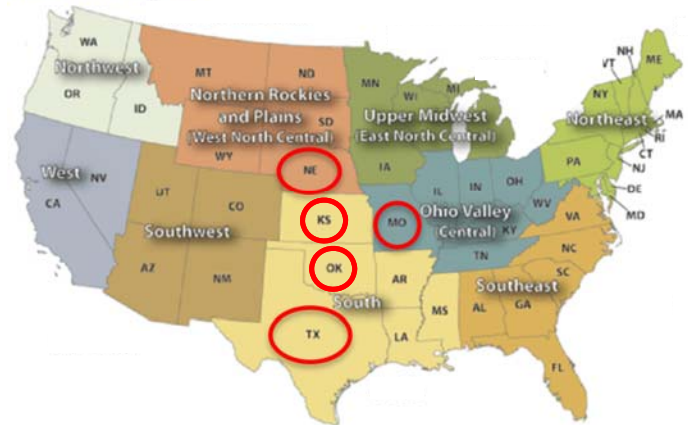 WA
Northwest
OR
ID
MT
ND
Northern Rockies
and Plains
(West North Central)
SD
WY
NE
MN
WI
MI
Upper Midwest
(East North Central)
IA
NH
VT
ME
NY
Northeast
MA
RI
CT
PA
NJ
DE
MD
West
NV
CA
UT
CO
Southwest
AZ
NM
KS
OK
TX
South
AR
LA
MS
MO
IL
IN
OH
WV
Ohio Valley
(Central)
KY
TN
VA
NC
SC
Southeast
AL
GA
FL